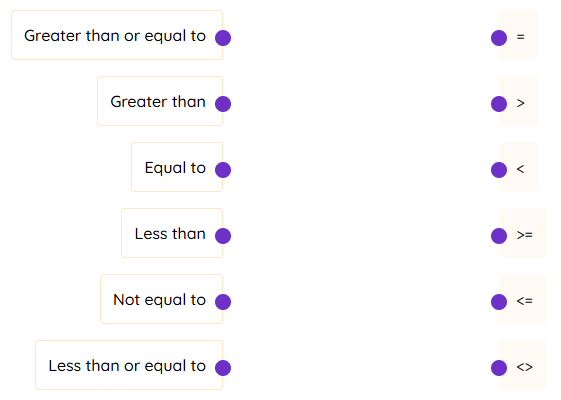 Greater than or equal to =
Greater than >
Equal to <
Less than >=
Not equal to <=
Less than or equal to <>